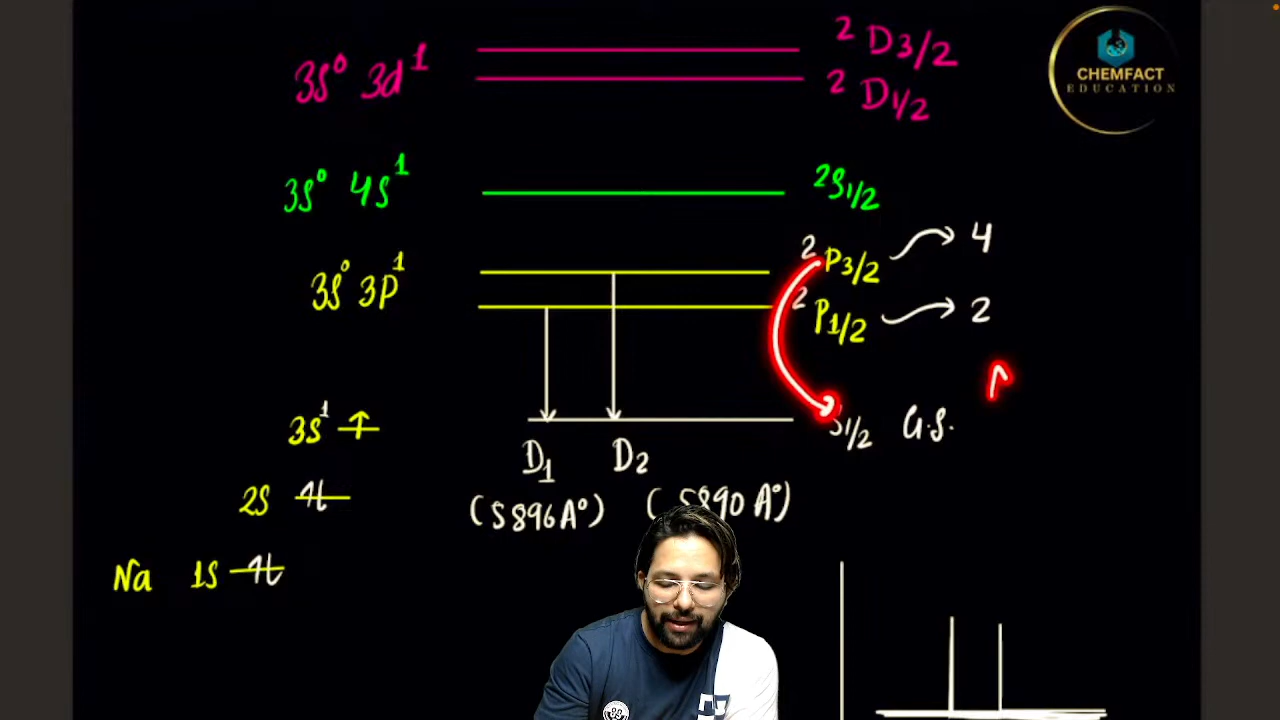 3s⁰ 3d¹ ²D3/2
²D1/2
CHEMFACT
EDUCATION
3s⁰ 4s¹ ²S1/2
3s⁰ 3p¹ ²P3/2 4
²P1/2 2
3s¹ S1/2 G.S.
D1 D2
(5896 A°) (5890 A°)
2s
Na 1s